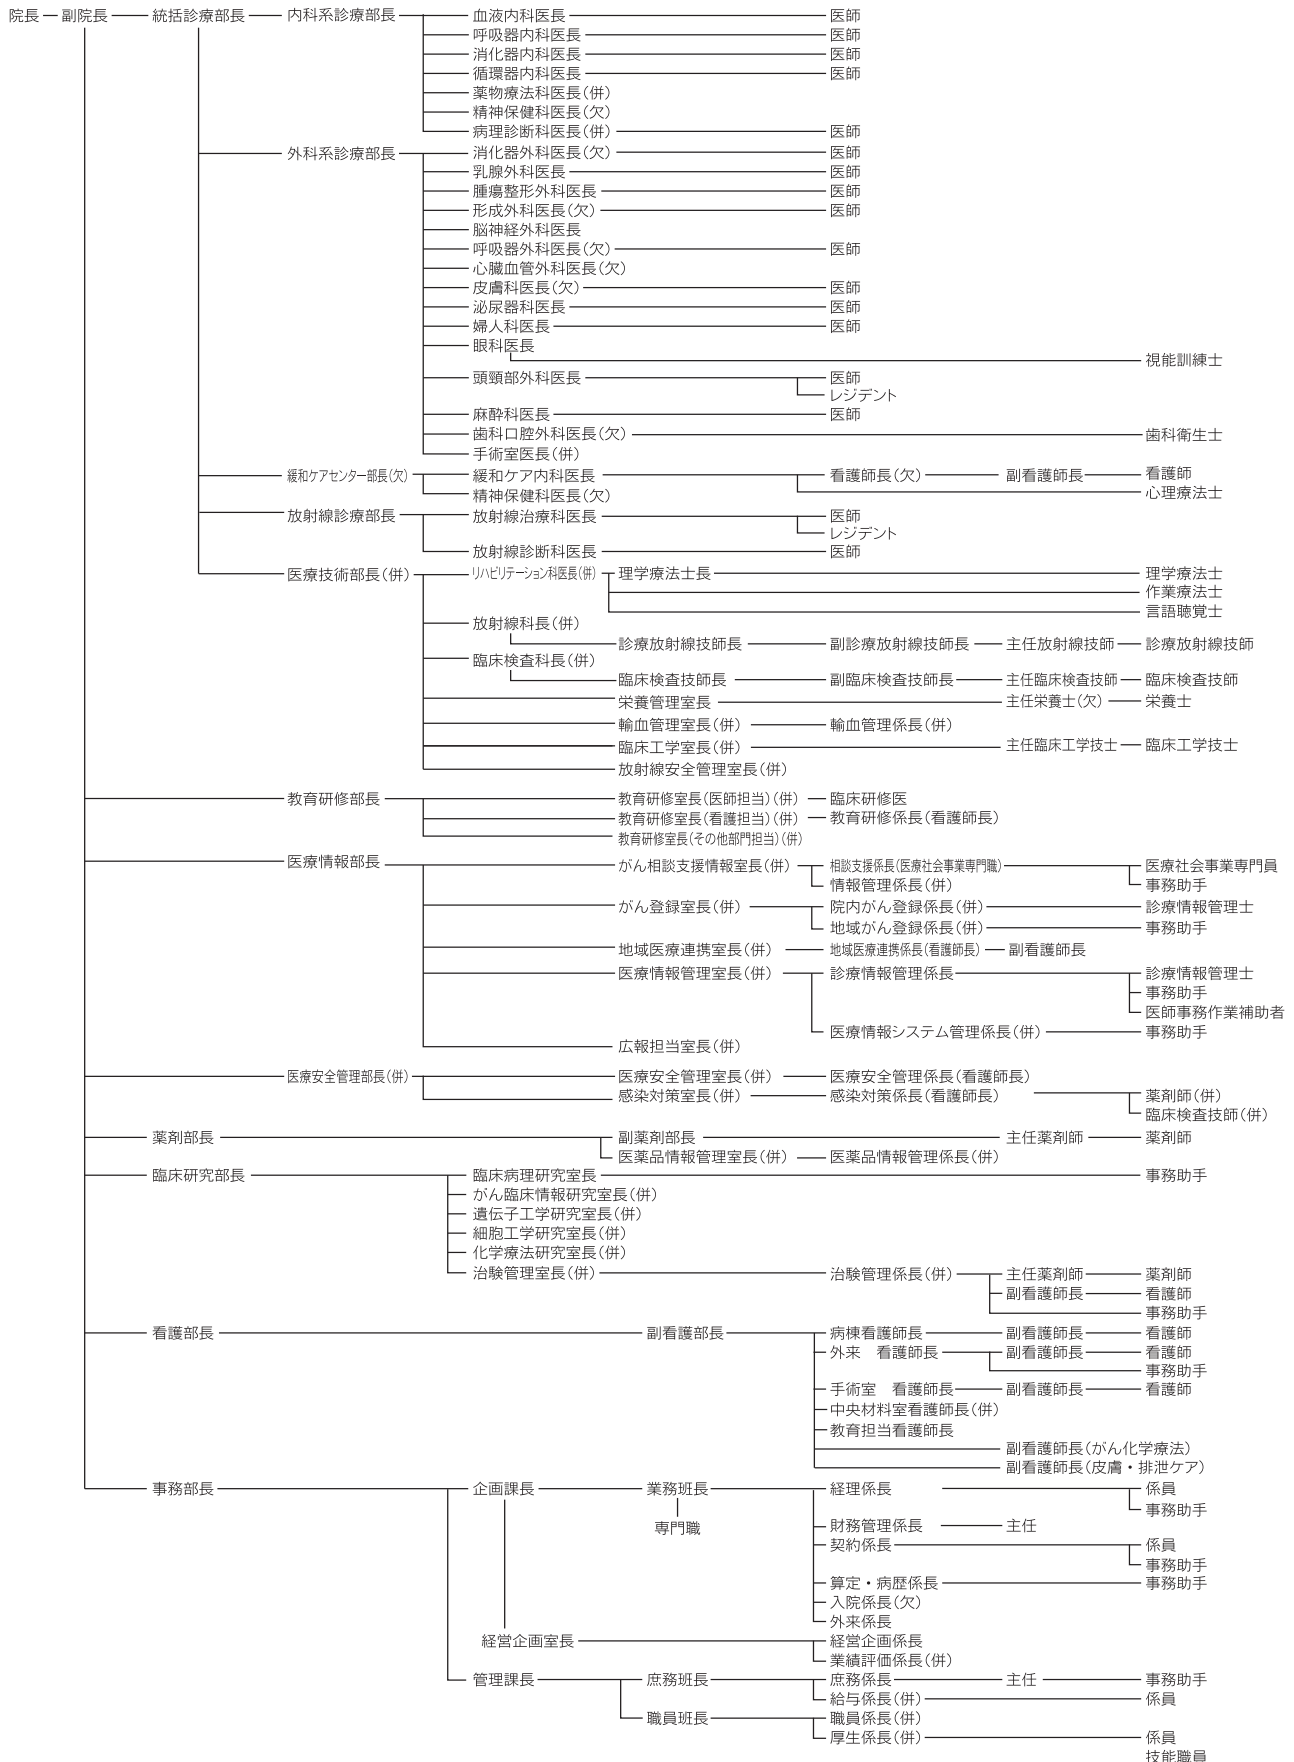 院長 副院長 統括診療部長 内科系診療部長 血液内科医長 医師
呼吸器内科医長 医師
消化器内科医長 医師
循環器内科医長 医師
薬物療法科医長(併)
精神保健科医長(欠)
病理診断科医長(併) 医師
外科系診療部長 消化器外科医長(欠) 医師
乳腺外科医長 医師
腫瘍整形外科医長 医師
形成外科医長(欠) 医師
脳神経外科医長
呼吸器外科医長(欠) 医師
心臓血管外科医長(欠)
皮膚科医長(欠) 医師
泌尿器科医長 医師
婦人科医長 医師
眼科医長
視能訓練士
頭頸部外科医長 医師
レジデント
麻酔科医長 医師
歯科口腔外科医長(欠) 歯科衛生士
手術室医長(併)
緩和ケアセンター部長(欠) 緩和ケア内科医長 看護師長(欠) 副看護師長 看護師
精神保健科医長(欠) 心理療法士
放射線診療部長 放射線治療科医長 医師
レジデント
放射線診断科医長 医師
医療技術部長(併) リハビリテーション科医長(併) 理学療法士長 理学療法士
作業療法士
言語聴覚士
放射線科長(併)
診療放射線技師長 副診療放射線技師長 主任放射線技師 診療放射線技師
臨床検査科長(併)
臨床検査技師長 副臨床検査技師長 主任臨床検査技師 臨床検査技師
栄養管理室長 主任栄養士(欠) 栄養士
輸血管理室長(併) 輸血管理係長(併)
臨床工学室長(併) 主任臨床工学技士 臨床工学技士
放射線安全管理室長(併)
教育研修部長 教育研修室長(医師担当)(併) 臨床研修医
教育研修室長(看護担当)(併) 教育研修係長(看護師長)
教育研修室長(その他部門担当)(併)
医療情報部長 がん相談支援情報室長(併) 相談支援係長(医療社会事業専門職) 医療社会事業専門員
情報管理係長(併) 事務助手
がん登録室長(併) 院内がん登録係長(併) 診療情報管理士
地域がん登録係長(併) 事務助手
地域医療連携室長(併) 地域医療連携係長(看護師長) 副看護師長
医療情報管理室長(併) 診療情報管理係長 診療情報管理士
事務助手
医師事務作業補助者
医療情報システム管理係長(併) 事務助手
広報担当室長(併)
医療安全管理部長(併) 医療安全管理室長(併) 医療安全管理係長(看護師長)
感染対策室長(併) 感染対策係長(看護師長) 薬剤師(併)
臨床検査技師(併)
薬剤部長 副薬剤部長 主任薬剤師 薬剤師
医薬品情報管理室長(併) 医薬品情報管理係長(併)
臨床研究部長 臨床病理研究室長 事務助手
がん臨床情報研究室長(併)
遺伝子工学研究室長(併)
細胞工学研究室長(併)
化学療法研究室長(併)
治験管理室長(併) 治験管理係長(併) 主任薬剤師 薬剤師
副看護師長 看護師
事務助手
看護部長 副看護部長 病棟看護師長 副看護師長 看護師
外来 看護師長 副看護師長 看護師
事務助手
手術室 看護師長 副看護師長 看護師
中央材料室看護師長(併)
教育担当看護師長
副看護師長(がん化学療法)
副看護師長(皮膚・排泄ケア)
事務部長 企画課長 業務班長 経理係長 係員
事務助手
専門職
財務管理係長 主任
契約係長 係員
事務助手
算定・病歴係長 事務助手
入院係長(欠)
外来係長
経営企画室長 経営企画係長
業績評価係長(併)
管理課長 庶務班長 庶務係長 主任 事務助手
給与係長(併) 係員
職員班長 職員係長(併)
厚生係長(併) 係員
技能職員